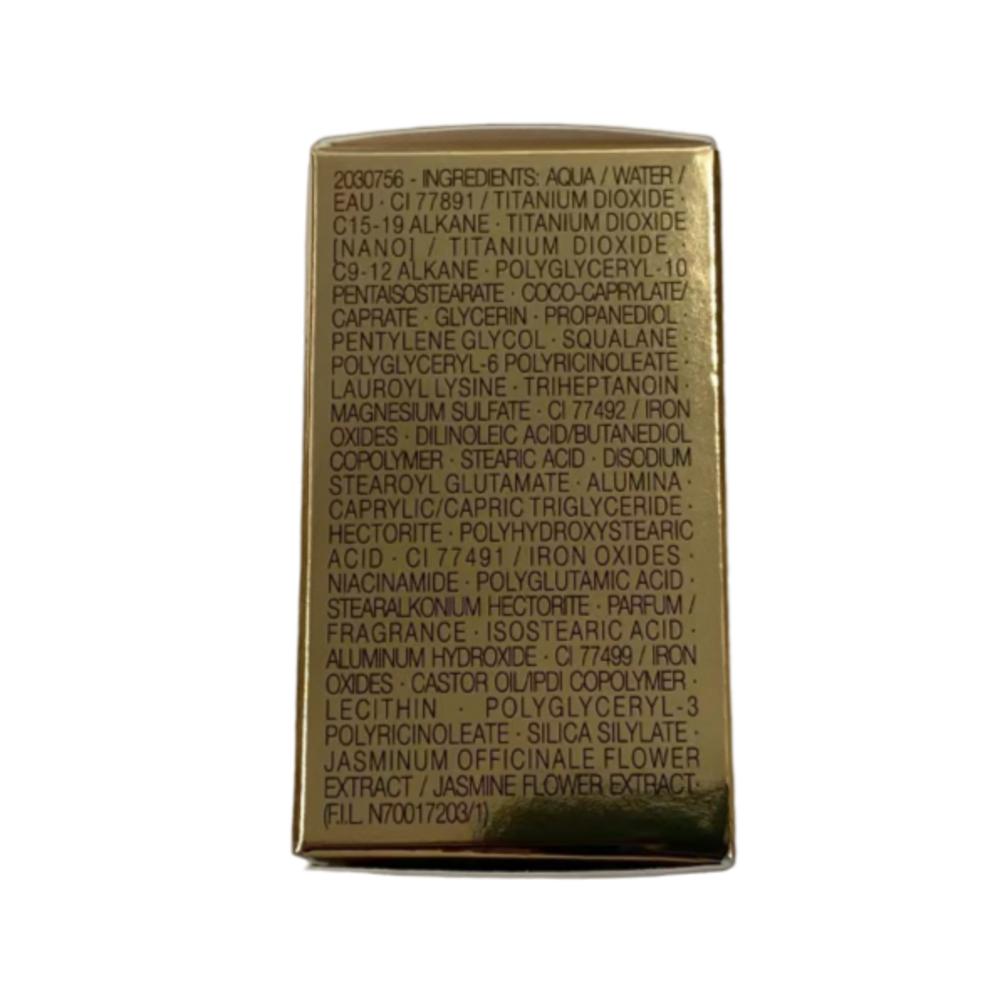 2030756 - INGREDIENTS: AQUA / WATER /
EAU · CI 77891 / TITANIUM DIOXIDE ·
C15-19 ALKANE · TITANIUM DIOXIDE
[NANO] / TITANIUM DIOXIDE ·
C9-12 ALKANE · POLYGLYCERYL-10
PENTAISOSTEARATE · COCO-CAPRYLATE/
CAPRATE · GLYCERIN · PROPANEDIOL ·
PENTYLENE GLYCOL · SQUALANE ·
POLYGLYCERYL-6 POLYRICINOLEATE ·
LAUROYL LYSINE · TRIHEPTANOIN ·
MAGNESIUM SULFATE · CI 77492 / IRON
OXIDES · DILINOLEIC ACID/BUTANEDIOL
COPOLYMER · STEARIC ACID · DISODIUM
STEAROYL GLUTAMATE · ALUMINA ·
CAPRYLIC/CAPRIC TRIGLYCERIDE ·
HECTORITE · POLYHYDROXYSTEARIC
ACID · CI 77491 / IRON OXIDES ·
NIACINAMIDE · POLYGLUTAMIC ACID ·
STEARALKONIUM HECTORITE · PARFUM /
FRAGRANCE · ISOSTEARIC ACID ·
ALUMINUM HYDROXIDE · CI 77499 / IRON
OXIDES · CASTOR OIL/IPDI COPOLYMER ·
LECITHIN · POLYGLYCERYL-3
POLYRICINOLEATE · SILICA SILYLATE ·
JASMINUM OFFICINALE FLOWER
EXTRACT / JASMINE FLOWER EXTRACT·
(F.I.L. N70017203/1)